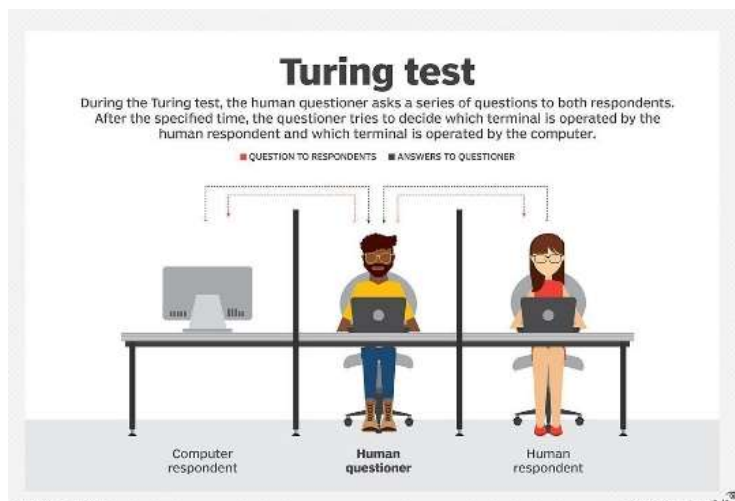 Turing test
During the Turing test, the human questioner asks a series of questions to both respondents.
After the specified time, the questioner tries to decide which terminal is operated by the
human respondent and which terminal is operated by the computer.
QUESTION TO RESPONDENTS ANSWERS TO QUESTIONER
Computer
respondent
Human
questioner
Human
respondent